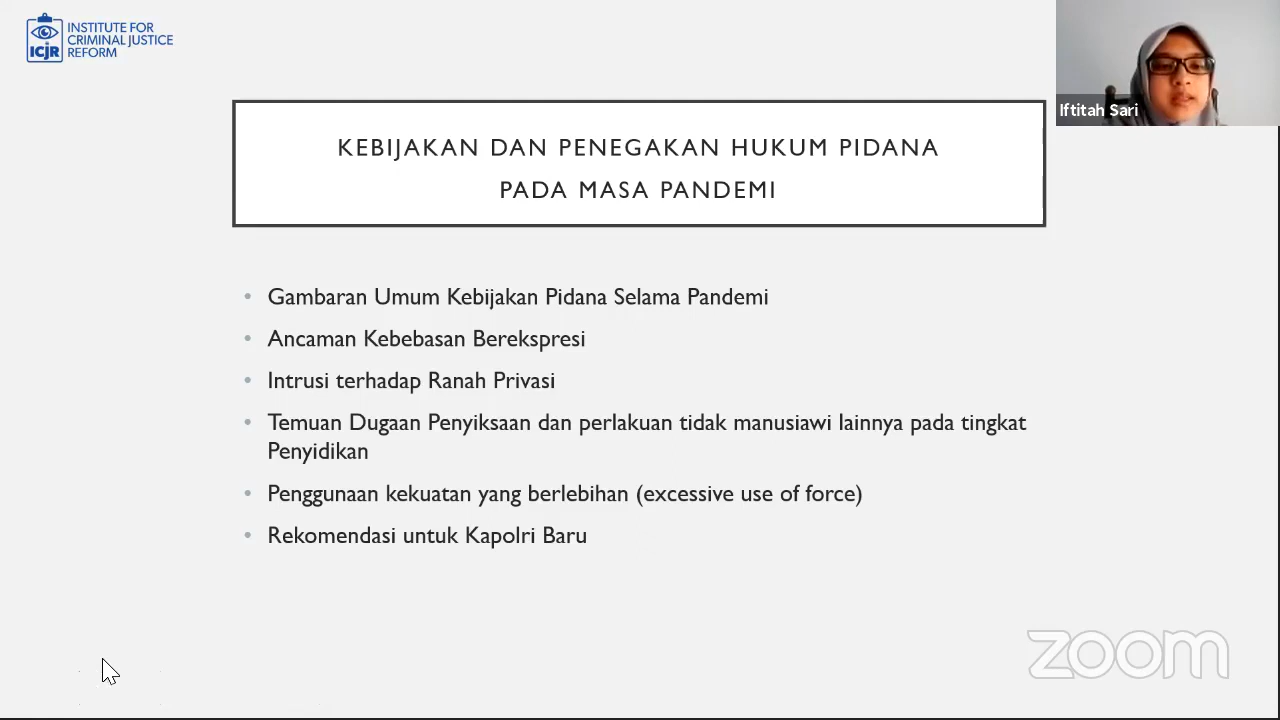 INSTITUTE FOR
CRIMINAL JUSTICE
REFORM
ICJR
Iftitah Sari
KEBIJAKAN DAN PENEGAKAN HUKUM PIDANA
PADA MASA PANDEMI
• Gambaran Umum Kebijakan Pidana Selama Pandemi
• Ancaman Kebebasan Berekspresi
• Intrusi terhadap Ranah Privasi
• Temuan Dugaan Penyiksaan dan perlakuan tidak manusiawi lainnya pada tingkat
Penyidikan
• Penggunaan kekuatan yang berlebihan (excessive use of force)
• Rekomendasi untuk Kapolri Baru
zoom